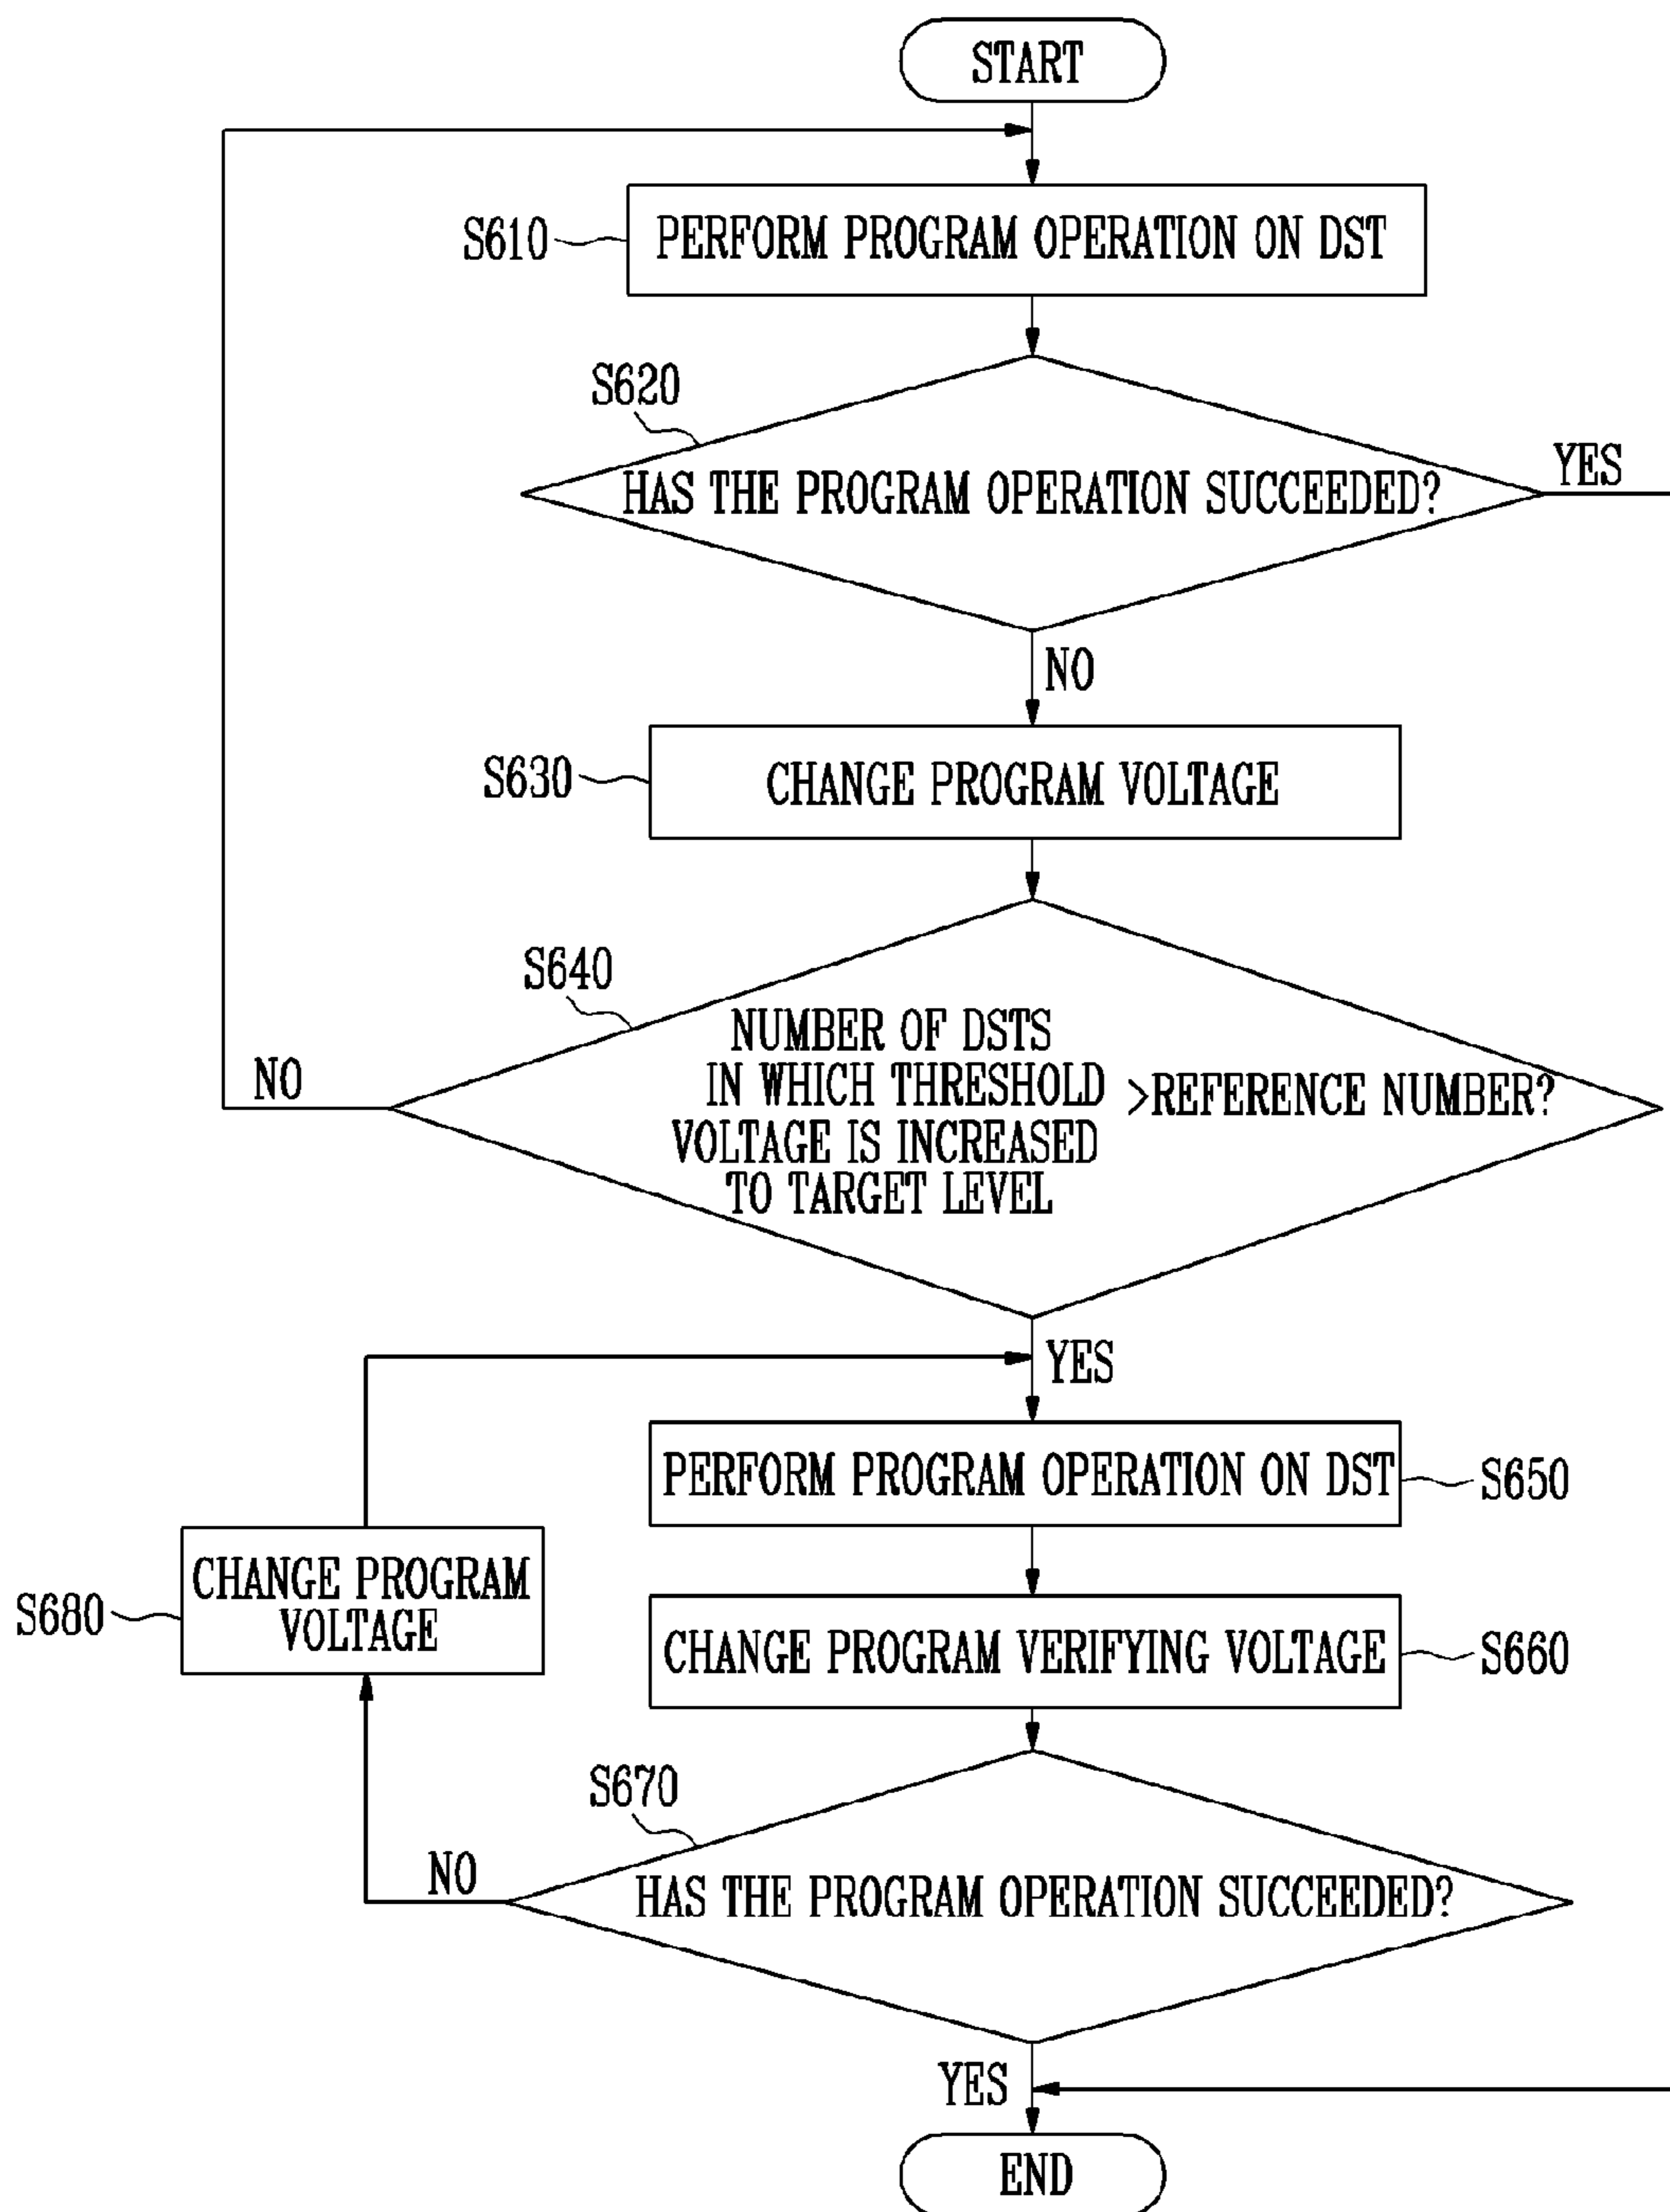 START
S610
PERFORM PROGRAM OPERATION ON DST
S620
HAS THE PROGRAM OPERATION SUCCEEDED?
YES
NO
S630
CHANGE PROGRAM VOLTAGE
S640
NUMBER OF DSTS
IN WHICH THRESHOLD
VOLTAGE IS INCREASED
TO TARGET LEVEL
>REFERENCE NUMBER?
NO
YES
PERFORM PROGRAM OPERATION ON DST
S650
CHANGE PROGRAM
VOLTAGE
S680
CHANGE PROGRAM VERIFYING VOLTAGE
S660
S670
HAS THE PROGRAM OPERATION SUCCEEDED?
NO
YES
END